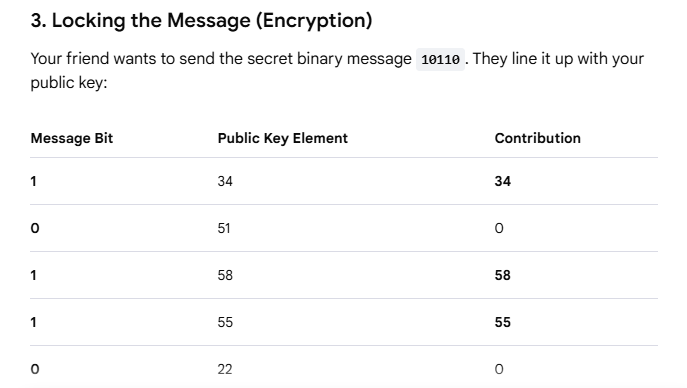 3. Locking the Message (Encryption)
Your friend wants to send the secret binary message 10110 . They line it up with your
public key:
Message Bit Public Key Element Contribution
1 34 34
0 51 0
1 58 58
1 55 55
0 22 0